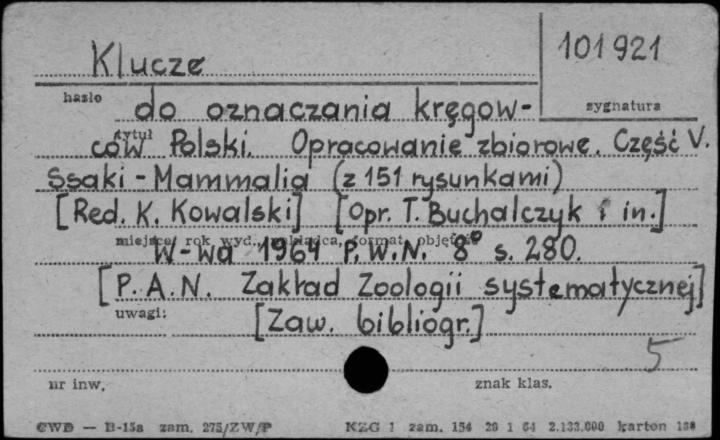 Klucze
101921
hasło
sygnatura
do oznaczania kręgow-
tytuł
ców Polski. Opracowanie zbiorowe. Część V.
Ssaki - Mammalia (z 151 rysunkami)
[Red. K. Kowalski] [Opr. T. Buchalczyk i in.]
miejsce, rok wyd., nakładca, format, objętość
W-wa 1964 P.W.N. 8° s. 280.
[P.A.N. Zakład Zoologii systematycznej]
uwagi:
[Zaw. bibliogr.]
5
nr inw.
znak klas.
CWD — B-15a zam. 275/ZW/P KZG 1 zam. 154 29 1 64 2.133.000 karton